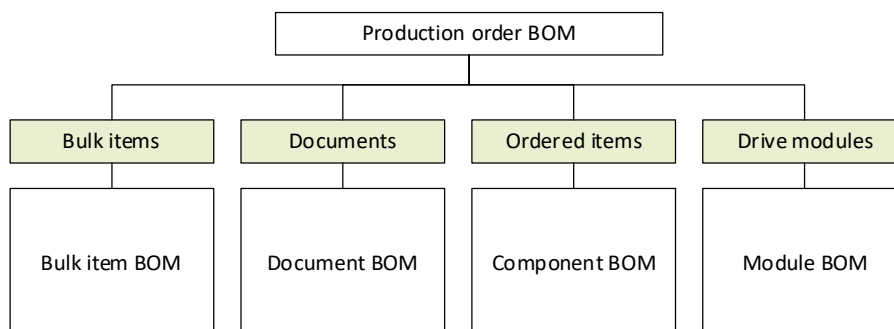 Production order BOM
Bulk items
Documents
Ordered items
Drive modules
Bulk item BOM
Document BOM
Component BOM
Module BOM